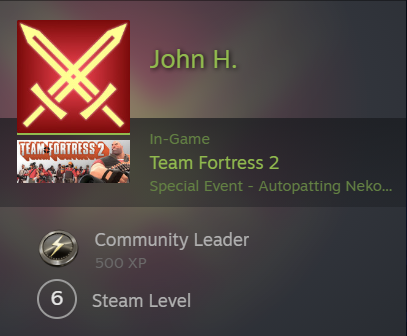 John H.
TEAM FORTRESS 2
In-Game
Team Fortress 2
Special Event - Autopatting Neko...
Community Leader
500 XP
6
Steam Level